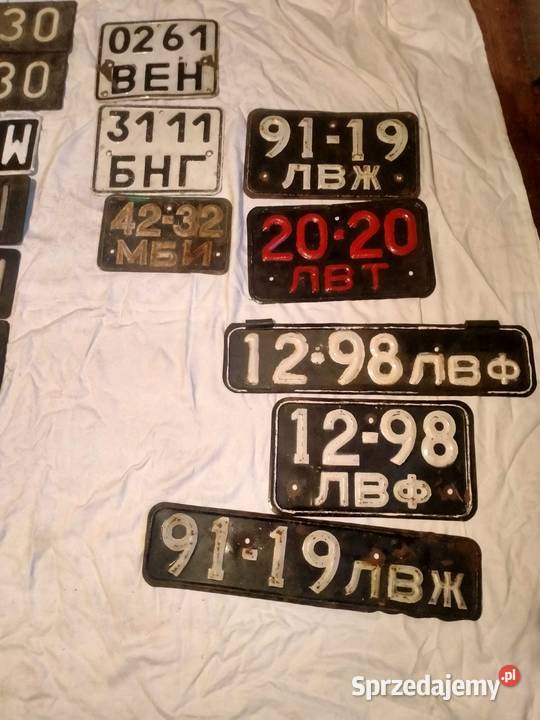 30
30
W
0261
ВЕН
3111
БНГ
42-32
МБИ
91-19
ЛВЖ
20-20
ЛВТ
12-98 ЛВФ
12-98
ЛВФ
91-19 ЛВЖ
Sprzedajemy.pl